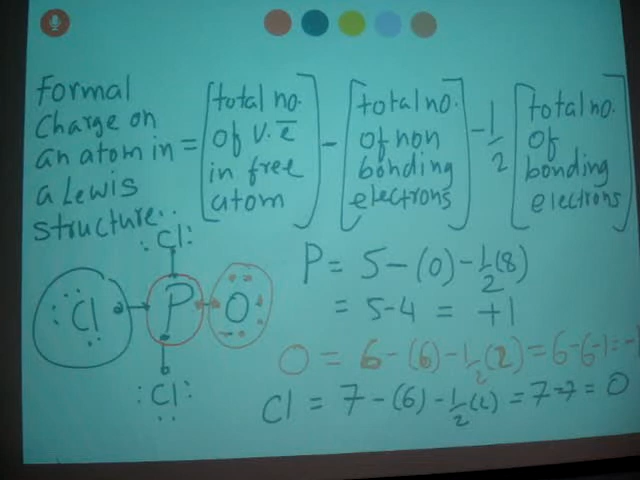 Formal
Charge on
an atom in =
a Lewis
structure..
[total no.
of v. e̅
in free
atom]
-
[total no.
of non
bonding
electrons]
- 1/2
[total no.
of
bonding
electrons]
:Cl:
:Cl P O
:Cl:
P = 5 - (0) - 1/2(8)
= 5-4 = +1
O = 6 - (6) - 1/2(2) = 6-6-1 = -1
Cl = 7 - (6) - 1/2(2) = 7-7 = 0